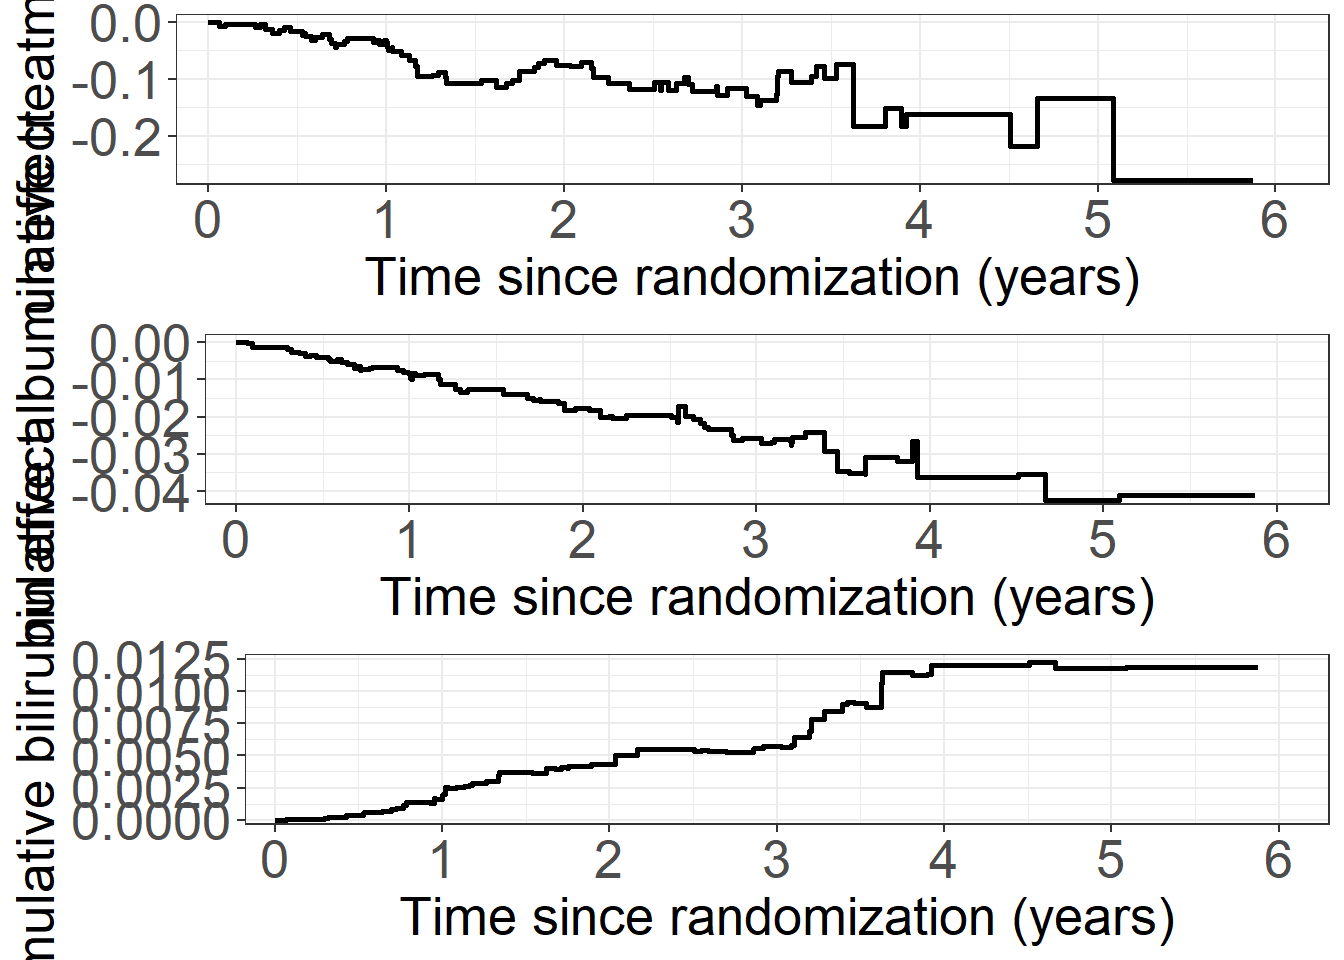 0.0
-0.1
-0.2
0 1 2 3 4 5 6
Time since randomization (years)
0.00
-0.01
-0.02
-0.03
-0.04
0 1 2 3 4 5 6
Time since randomization (years)
0.0125
0.0100
0.0075
0.0050
0.0025
0.0000
0 1 2 3 4 5 6
Time since randomization (years)
albumin
bilirubin